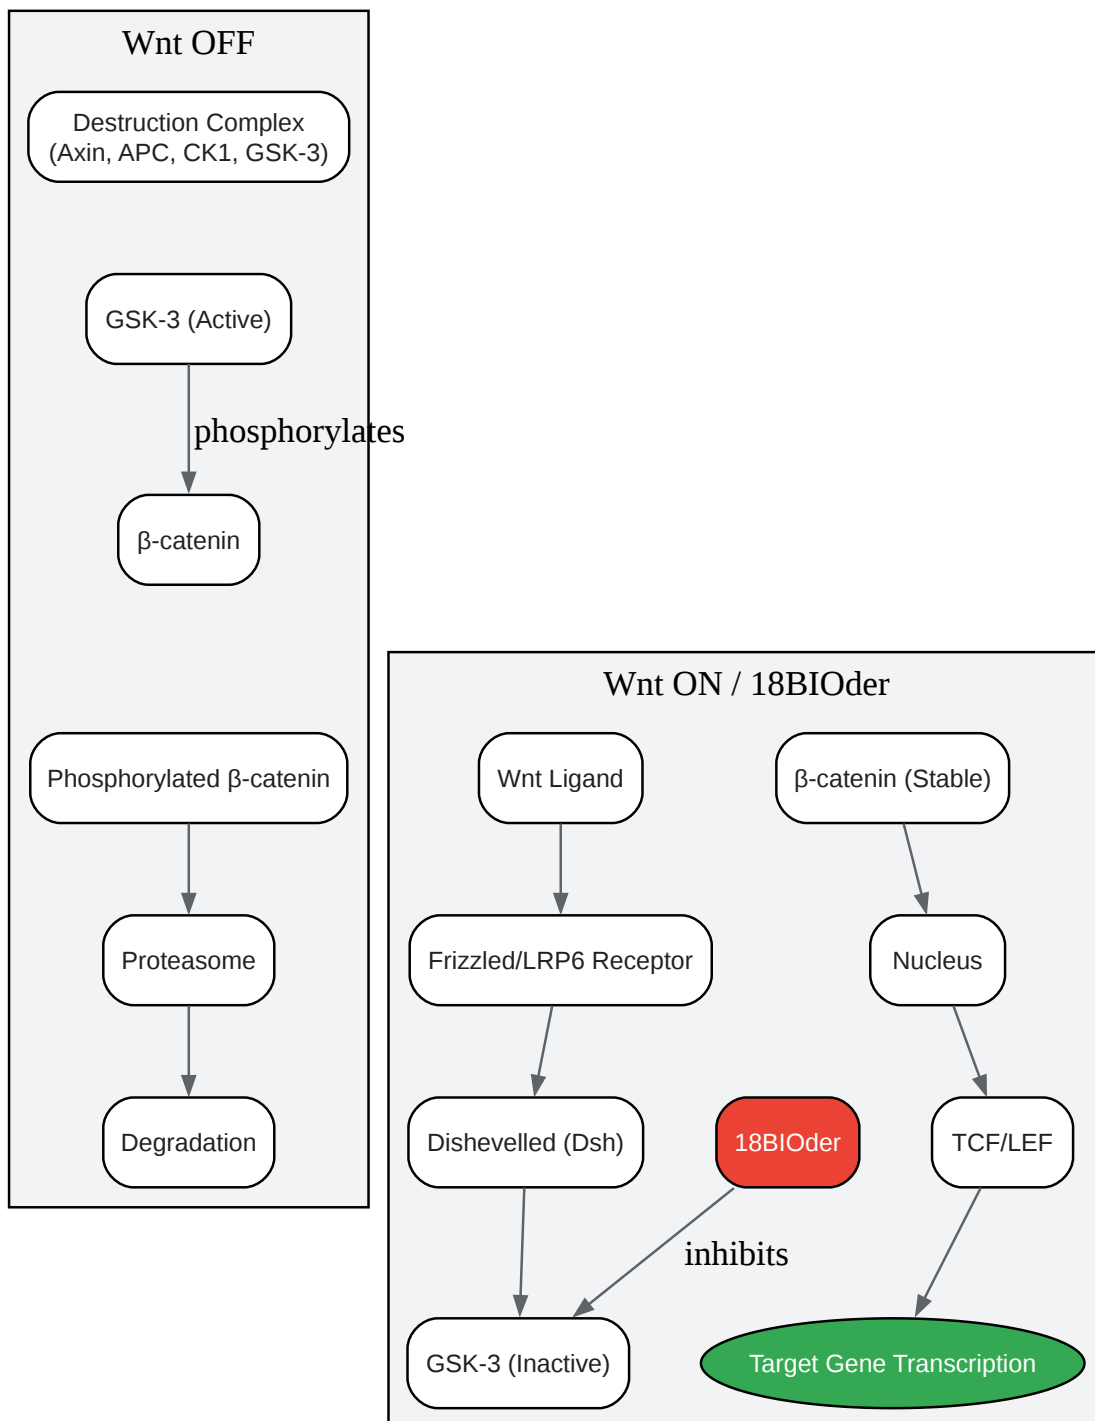 Wnt OFF
Destruction Complex
(Axin, APC, CK1, GSK-3)
GSK-3 (Active)
phosphorylates
β-catenin
Phosphorylated β-catenin
Proteasome
Degradation
Wnt ON / 18BIOder
Wnt Ligand
β-catenin (Stable)
Frizzled/LRP6 Receptor
Nucleus
Dishevelled (Dsh)
18BIOder
TCF/LEF
inhibits
GSK-3 (Inactive)
Target Gene Transcription